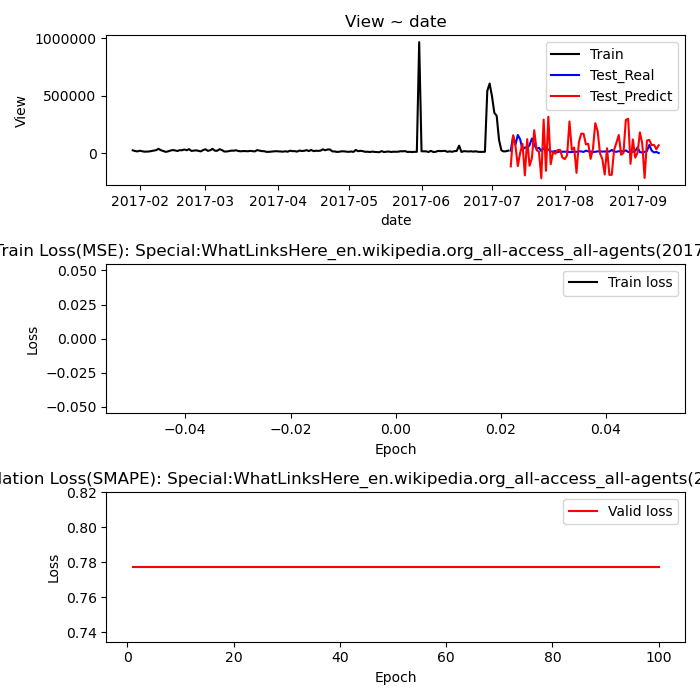 View ~ date
1000000
500000
0
View
Train
Test_Real
Test_Predict
2017-02 2017-03 2017-04 2017-05 2017-06 2017-07 2017-08 2017-09
date
Train Loss(MSE): Special:WhatLinksHere_en.wikipedia.org_all-access_all-agents(2017
0.050
0.025
0.000
−0.025
−0.050
Loss
Train loss
−0.04 −0.02 0.00 0.02 0.04
Epoch
lation Loss(SMAPE): Special:WhatLinksHere_en.wikipedia.org_all-access_all-agents(2
0.82
0.80
0.78
0.76
0.74
Loss
Valid loss
0 20 40 60 80 100
Epoch